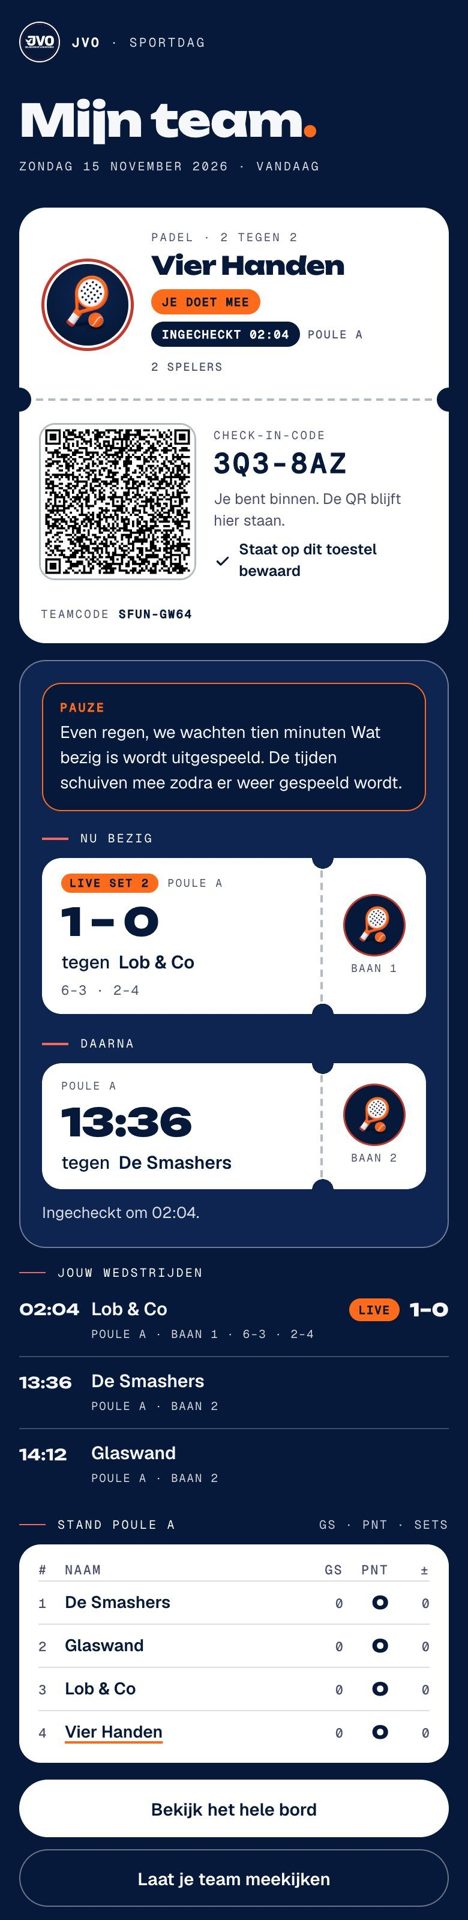 JVO
JVO · SPORTDAG
Mijn team.
ZONDAG 15 NOVEMBER 2026 · VANDAAG
PADEL · 2 TEGEN 2
Vier Handen
JE DOET MEE
INGECHECKT 02:04 POULE A
2 SPELERS
CHECK-IN-CODE
3Q3-8AZ
Je bent binnen. De QR blijft
hier staan.
Staat op dit toestel
bewaard
TEAMCODE SFUN-GW64
PAUZE
Even regen, we wachten tien minuten Wat
bezig is wordt uitgespeeld. De tijden
schuiven mee zodra er weer gespeeld wordt.
NU BEZIG
LIVE SET 2 POULE A
1–0
tegen Lob & Co
6–3 · 2–4
BAAN 1
DAARNA
POULE A
13:36
tegen De Smashers
BAAN 2
Ingecheckt om 02:04.
JOUW WEDSTRIJDEN
02:04 Lob & Co LIVE 1–0
POULE A · BAAN 1 · 6–3 · 2–4
13:36 De Smashers
POULE A · BAAN 2
14:12 Glaswand
POULE A · BAAN 2
STAND POULE A GS · PNT · SETS
# NAAM GS PNT ±
1 De Smashers 0 0 0
2 Glaswand 0 0 0
3 Lob & Co 0 0 0
4 Vier Handen 0 0 0
Bekijk het hele bord
Laat je team meekijken